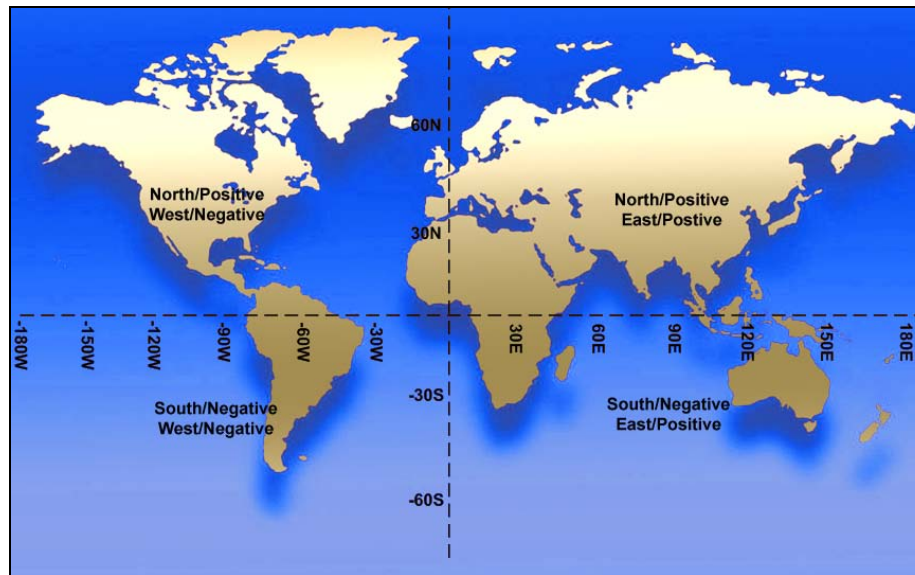 60N
North/Positive
West/Negative
North/Positive
East/Postive
30N
-180W
-150W
-120W
-90W
-60W
-30W
30E
60E
90E
120E
150E
180E
-30S
South/Negative
West/Negative
South/Negative
East/Positive
-60S